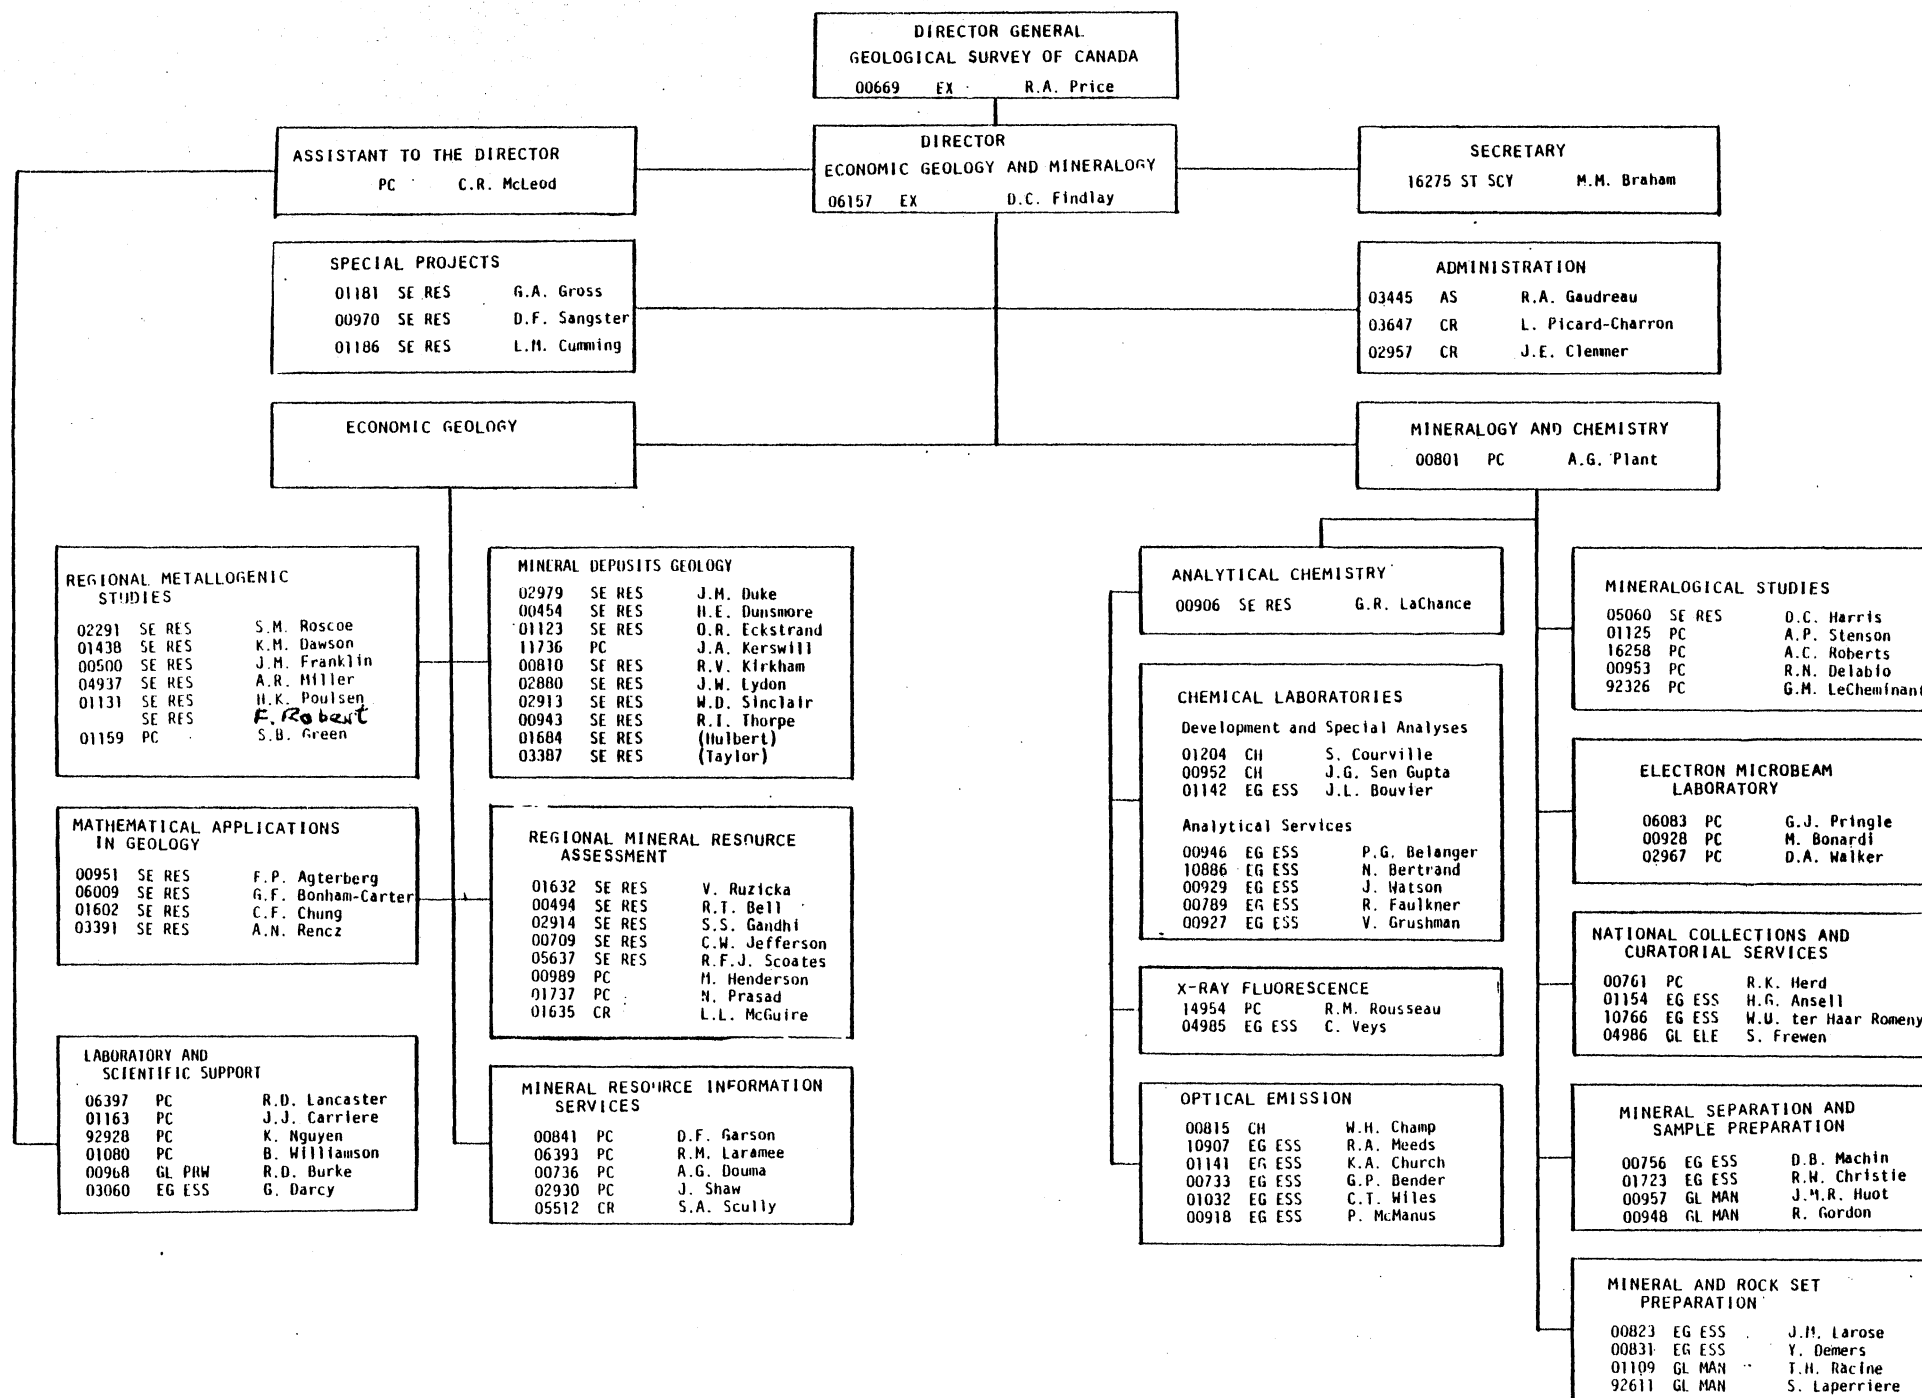 DIRECTOR GENERAL
GEOLOGICAL SURVEY OF CANADA
00669 EX R.A. Price
ASSISTANT TO THE DIRECTOR
PC C.R. McLeod
DIRECTOR
ECONOMIC GEOLOGY AND MINERALOGY
06157 EX D.C. Findlay
SECRETARY
16275 ST SCY M.M. Braham
SPECIAL PROJECTS
01181 SE RES G.A. Gross
00970 SE RES D.F. Sangster
01186 SE RES L.M. Cumming
ADMINISTRATION
03445 AS R.A. Gaudreau
03647 CR L. Picard-Charron
02957 CR J.E. Clemmer
ECONOMIC GEOLOGY
MINERALOGY AND CHEMISTRY
00801 PC A.G. Plant
REGIONAL METALLOGENIC
STUDIES
02291 SE RES S.M. Roscoe
01438 SE RES K.M. Dawson
00500 SE RES J.M. Franklin
04937 SE RES A.R. Miller
01131 SE RES H.K. Poulsen
SE RES F. Robert
01159 PC S.B. Green
MINERAL DEPOSITS GEOLOGY
02979 SE RES J.M. Duke
00454 SE RES H.E. Dunsmore
01123 SE RES O.R. Eckstrand
11736 PC J.A. Kerswill
00810 SE RES R.V. Kirkham
02880 SE RES J.W. Lydon
02913 SE RES W.D. Sinclair
00943 SE RES R.I. Thorpe
01684 SE RES (Hulbert)
03387 SE RES (Taylor)
MATHEMATICAL APPLICATIONS
IN GEOLOGY
00951 SE RES F.P. Agterberg
06009 SE RES G.F. Bonham-Carter
01602 SE RES C.F. Chung
03391 SE RES A.N. Rencz
REGIONAL MINERAL RESOURCE
ASSESSMENT
01632 SE RES V. Ruzicka
00494 SE RES R.T. Bell
02914 SE RES S.S. Gandhi
00709 SE RES C.W. Jefferson
05637 SE RES R.F.J. Scoates
00989 PC M. Henderson
01737 PC N. Prasad
01635 CR L.L. McGuire
LABORATORY AND
SCIENTIFIC SUPPORT
06397 PC R.D. Lancaster
01163 PC J.J. Carriere
92928 PC K. Nguyen
01080 PC B. Williamson
00968 GL PRW R.D. Burke
03060 EG ESS G. Darcy
MINERAL RESOURCE INFORMATION
SERVICES
00841 PC D.F. Garson
06393 PC R.M. Laramee
00736 PC A.G. Douma
02930 PC J. Shaw
05512 CR S.A. Scully
ANALYTICAL CHEMISTRY
00906 SE RES G.R. LaChance
CHEMICAL LABORATORIES
Development and Special Analyses
01204 CH S. Courville
00952 CH J.G. Sen Gupta
01142 EG ESS J.L. Bouvier
Analytical Services
00946 EG ESS P.G. Belanger
10886 EG ESS N. Bertrand
00929 EG ESS J. Watson
00789 EG ESS R. Faulkner
00927 EG ESS V. Grushman
X-RAY FLUORESCENCE
14954 PC R.M. Rousseau
04985 EG ESS C. Veys
OPTICAL EMISSION
00815 CH W.H. Champ
10907 EG ESS R.A. Meeds
01141 EG ESS K.A. Church
00733 EG ESS G.P. Bender
01032 EG ESS C.T. Wiles
00918 EG ESS P. McManus
MINERALOGICAL STUDIES
05060 SE RES D.C. Harris
01125 PC A.P. Stenson
16258 PC A.C. Roberts
00953 PC R.N. Delabio
92326 PC G.M. LeCheminant
ELECTRON MICROBEAM
LABORATORY
06083 PC G.J. Pringle
00928 PC M. Bonardi
02967 PC D.A. Walker
NATIONAL COLLECTIONS AND
CURATORIAL SERVICES
00761 PC R.K. Herd
01154 EG ESS H.G. Ansell
10766 EG ESS W.U. ter Haar Romeny
04986 GL ELE S. Frewen
MINERAL SEPARATION AND
SAMPLE PREPARATION
00756 EG ESS D.B. Machin
01723 EG ESS R.W. Christie
00957 GL MAN J.M.R. Huot
00948 GL MAN R. Gordon
MINERAL AND ROCK SET
PREPARATION
00823 EG ESS J.M. Larose
00831 EG ESS Y. Demers
01109 GL MAN T.H. Racine
92611 GL MAN S. Laperriere